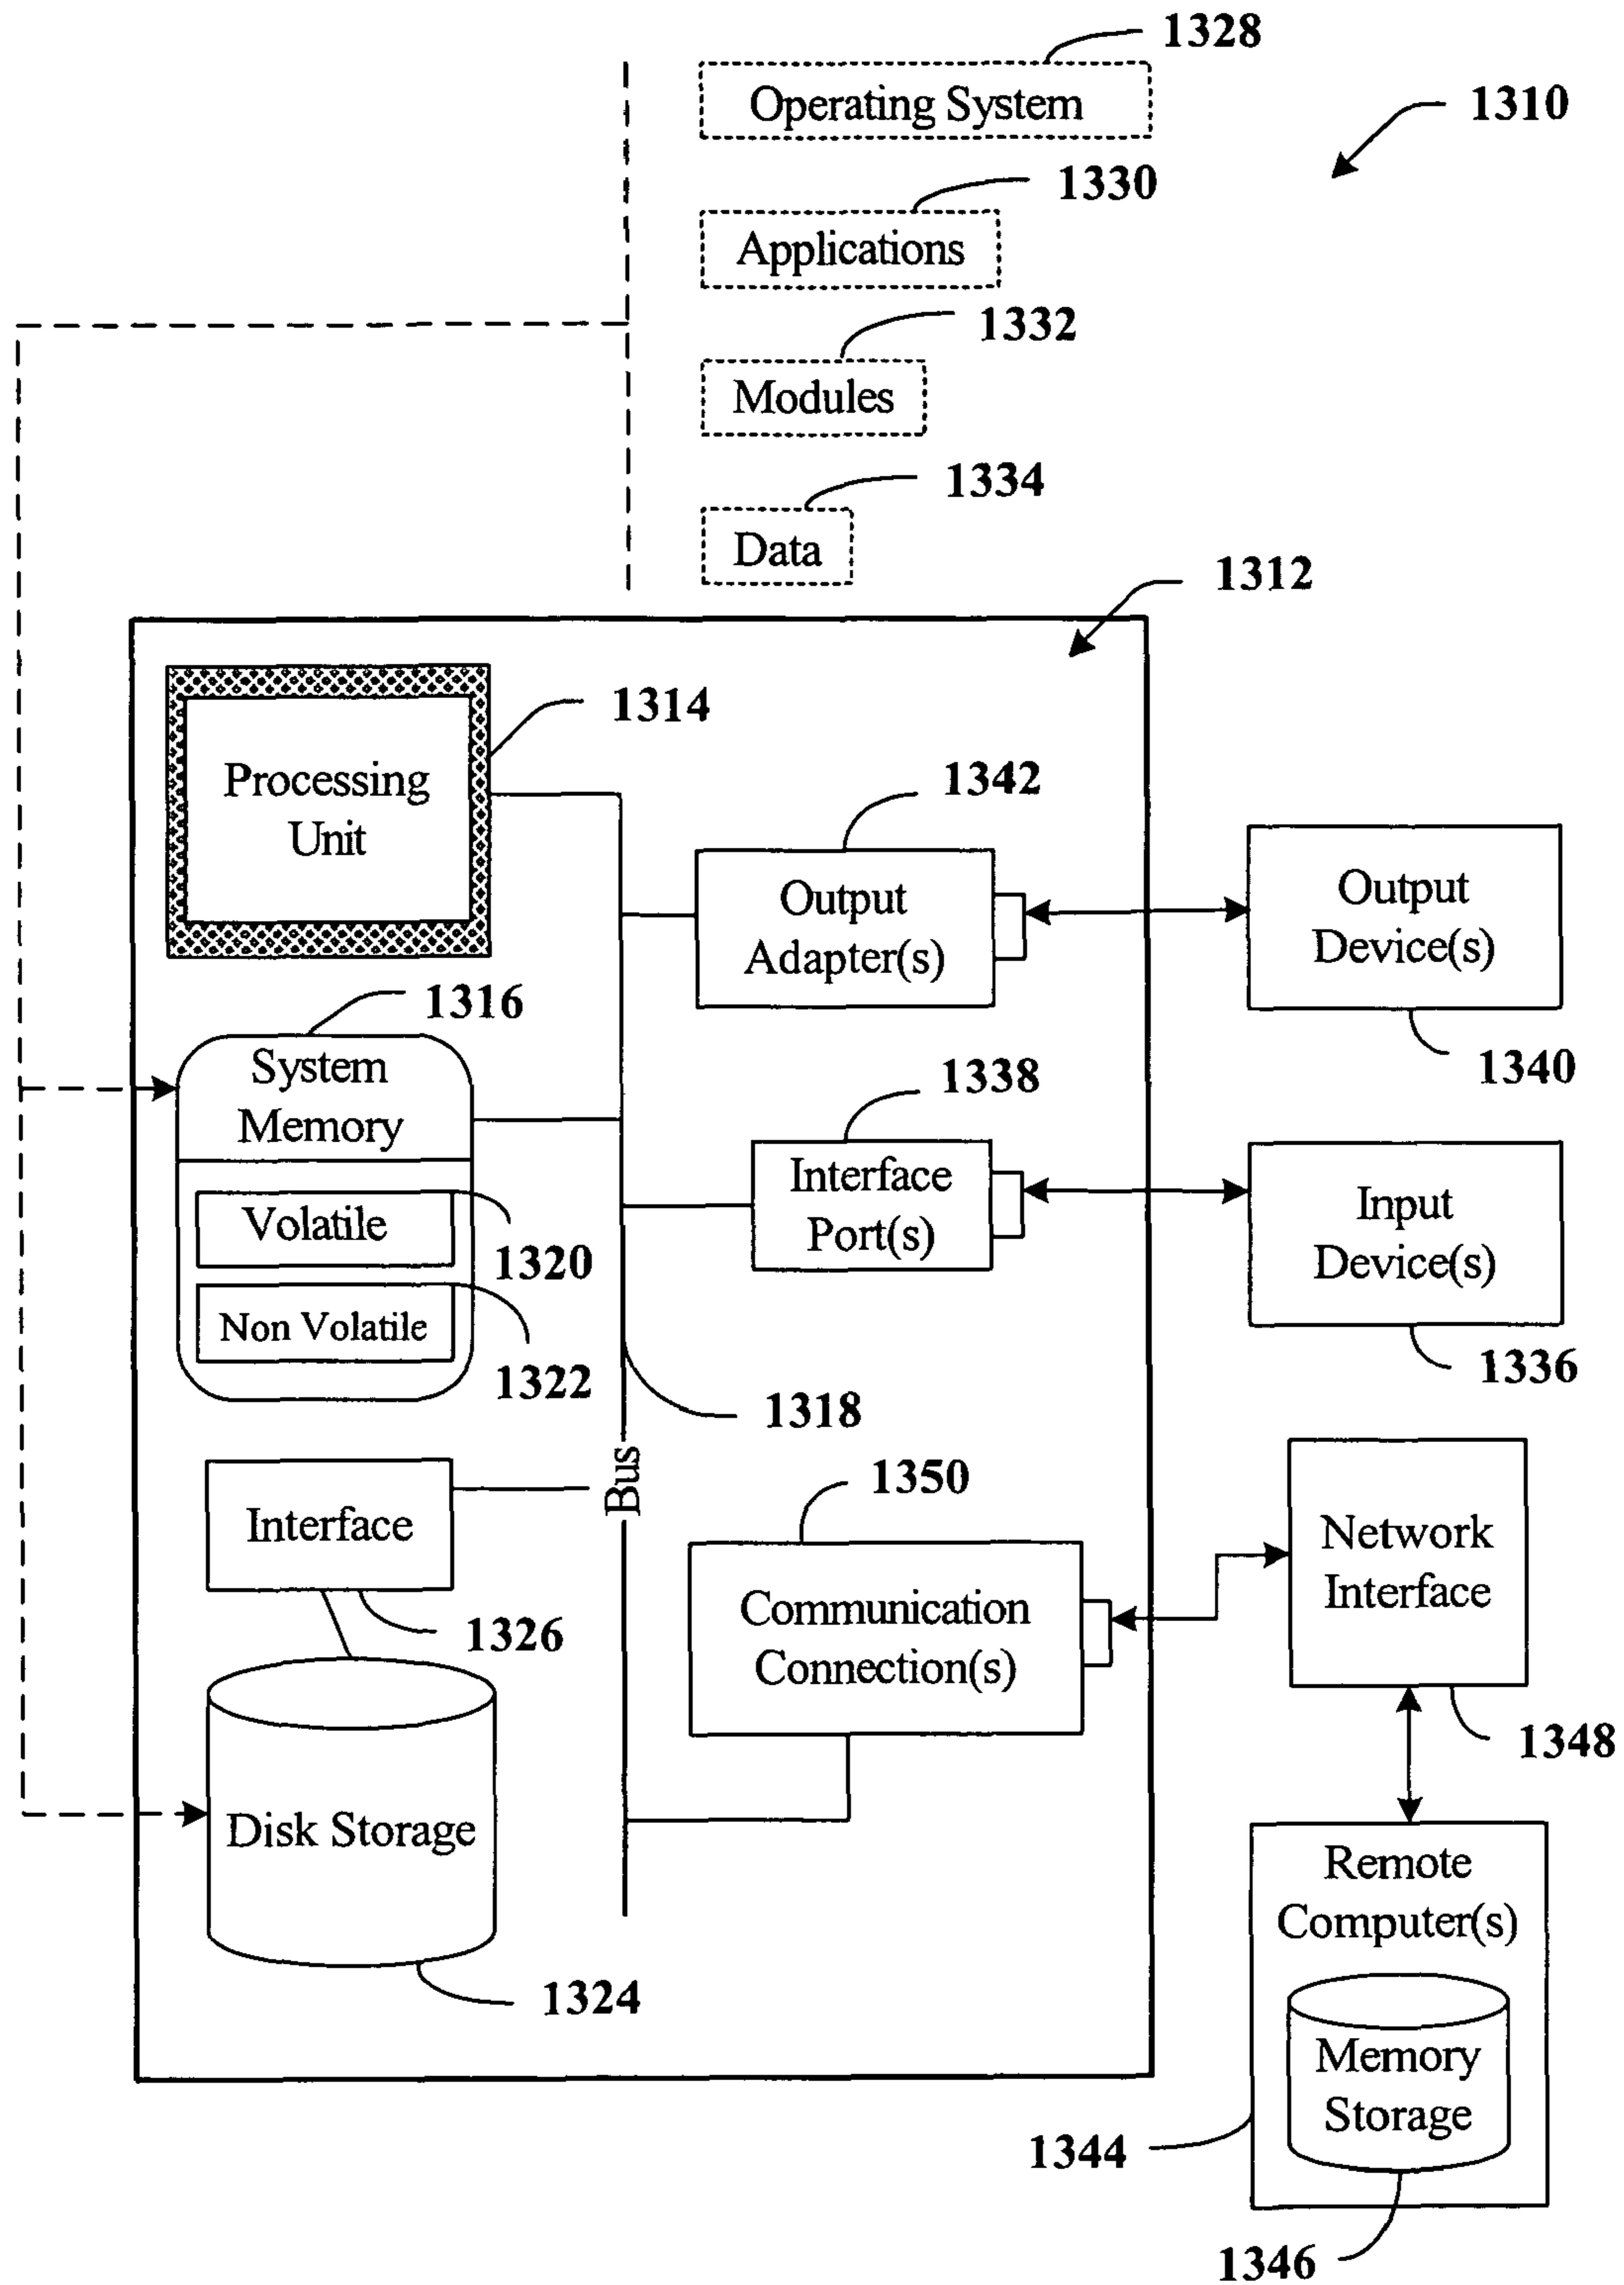 1328
Operating System
1310
1330
Applications
1332
Modules
1334
Data
1312
1314
Processing
Unit
1342
Output
Adapter(s)
Output
Device(s)
1340
1316
System
Memory
1338
Interface
Port(s)
Input
Device(s)
1336
Volatile
1320
Non Volatile
1322
1318
Bus
Interface
1326
1350
Communication
Connection(s)
Network
Interface
1348
Disk Storage
1324
Remote
Computer(s)
Memory
Storage
1344
1346